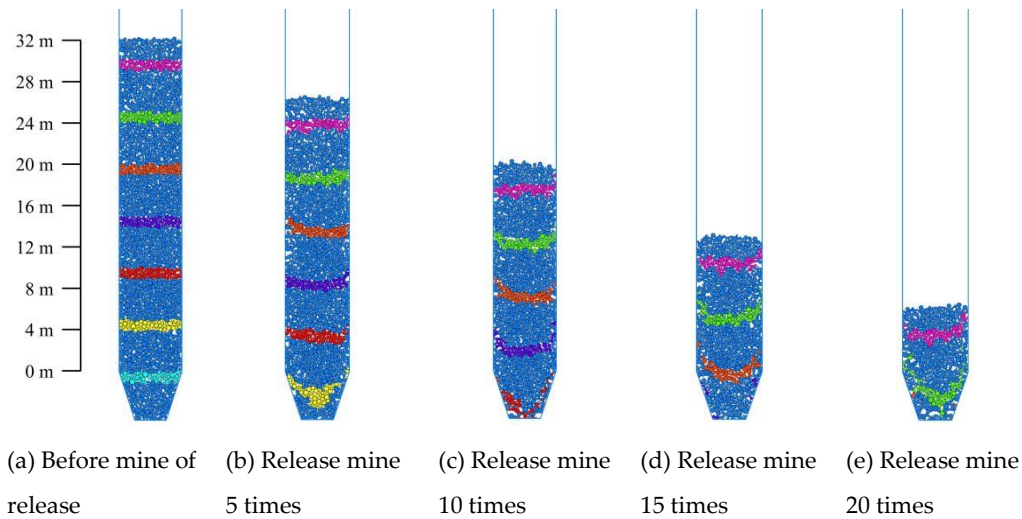 32 m
28 m
24 m
20 m
16 m
12 m
8 m
4 m
0 m
(a) Before mine of release
(b) Release mine 5 times
(c) Release mine 10 times
(d) Release mine 15 times
(e) Release mine 20 times